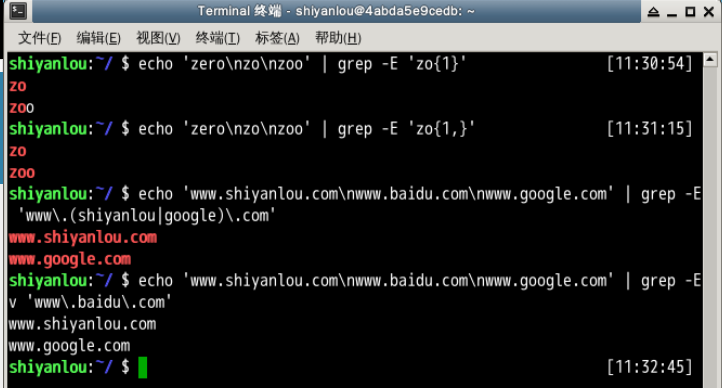 Terminal 终端 - shiyanlou@4abda5e9cedb: ~
文件(F) 编辑(E) 视图(V) 终端(T) 标签(A) 帮助(H)
shiyanlou:~/ $ echo 'zero\nzo\nzoo' | grep -E 'zo{1}' [11:30:54]
zo
zoo
shiyanlou:~/ $ echo 'zero\nzo\nzoo' | grep -E 'zo{1,}' [11:31:15]
zo
zoo
shiyanlou:~/ $ echo 'www.shiyanlou.com\nwww.baidu.com\nwww.google.com' | grep -E
'www\.(shiyanlou|google)\.com'
www.shiyanlou.com
www.google.com
shiyanlou:~/ $ echo 'www.shiyanlou.com\nwww.baidu.com\nwww.google.com' | grep -E
v 'www\.baidu\.com'
www.shiyanlou.com
www.google.com
shiyanlou:~/ $ [11:32:45]